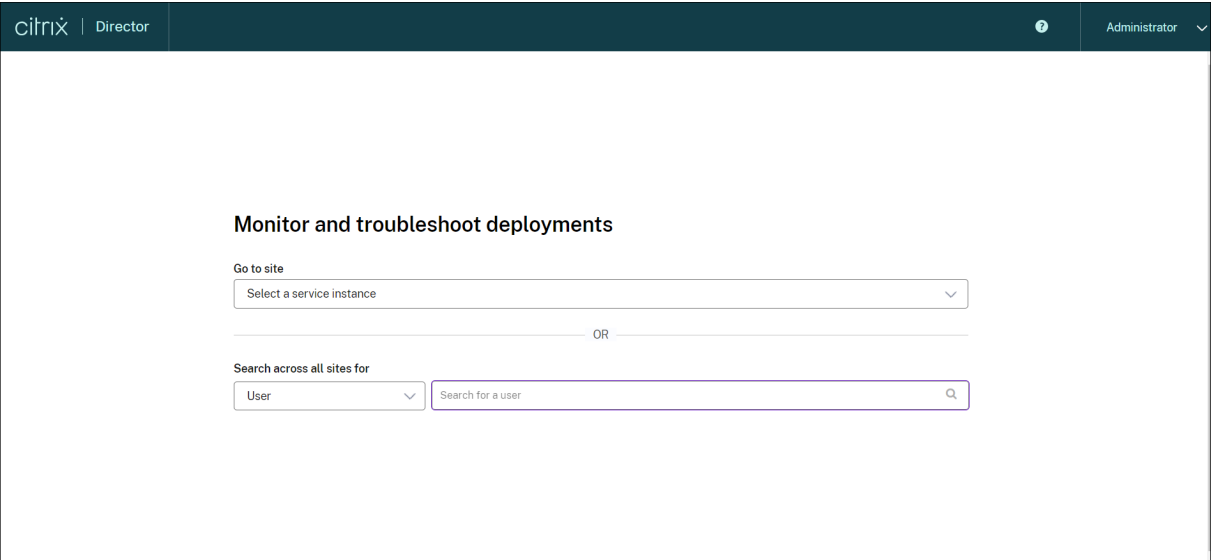 citrix | Director
? Administrator
Monitor and troubleshoot deployments
Go to site
Select a service instance
OR
Search across all sites for
User
Search for a user